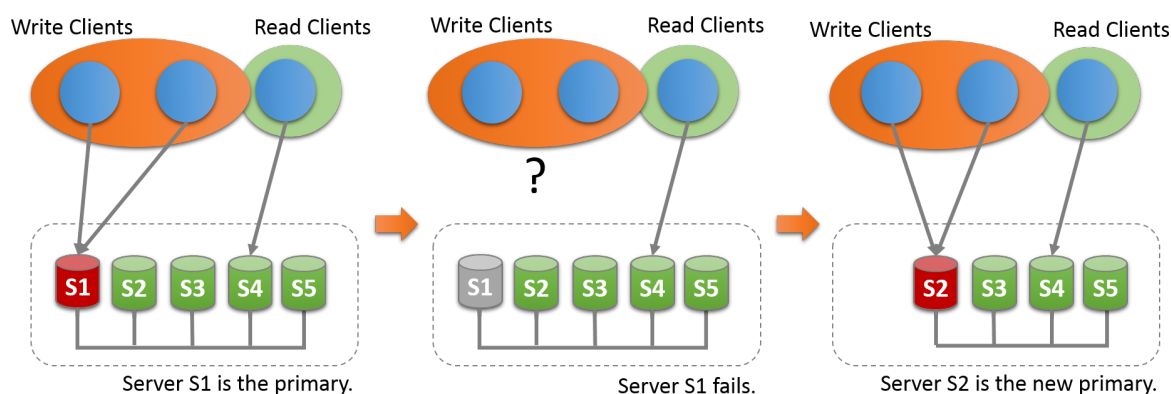 Write Clients
Read Clients
S1 S2 S3 S4 S5
Server S1 is the primary.
Write Clients
Read Clients
?
S1 S2 S3 S4 S5
Server S1 fails.
Write Clients
Read Clients
S2 S3 S4 S5
Server S2 is the new primary.